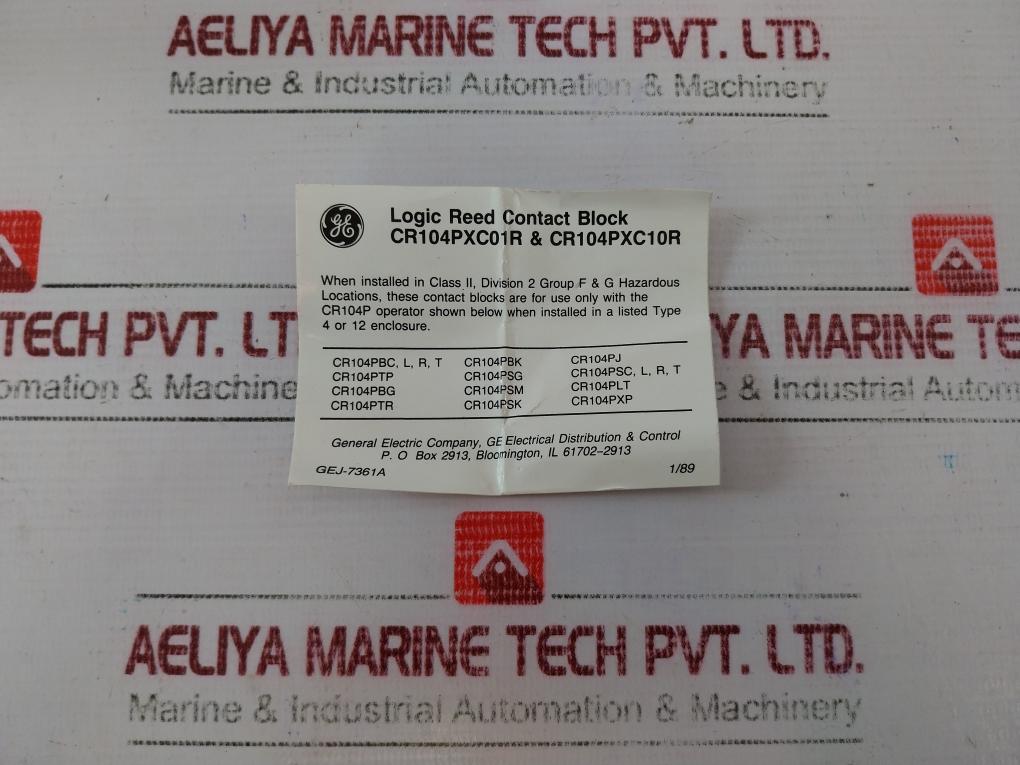 AELIYA MARINE TECH PVT. LTD.
Marine & Industrial Automation & Machinery
GE
Logic Reed Contact Block
CR104PXC01R & CR104PXC10R
When installed in Class II, Division 2 Group F & G Hazardous
Locations, these contact blocks are for use only with the
CR104P operator shown below when installed in a listed Type
4 or 12 enclosure.
CR104PBC, L, R, T CR104PBK CR104PJ
CR104PTP CR104PSG CR104PSC, L, R, T
CR104PBG CR104PSM CR104PLT
CR104PTR CR104PSK CR104PXP
General Electric Company, GE Electrical Distribution & Control
P. O Box 2913, Bloomington, IL 61702-2913
GEJ-7361A 1/89
TECH PVT. LT
omation & Machine
YA MARINE TE
e & Industrial Autom
AELIYA MARINE TECH PVT. LTD.
Marine & Industrial Automation & Machinery